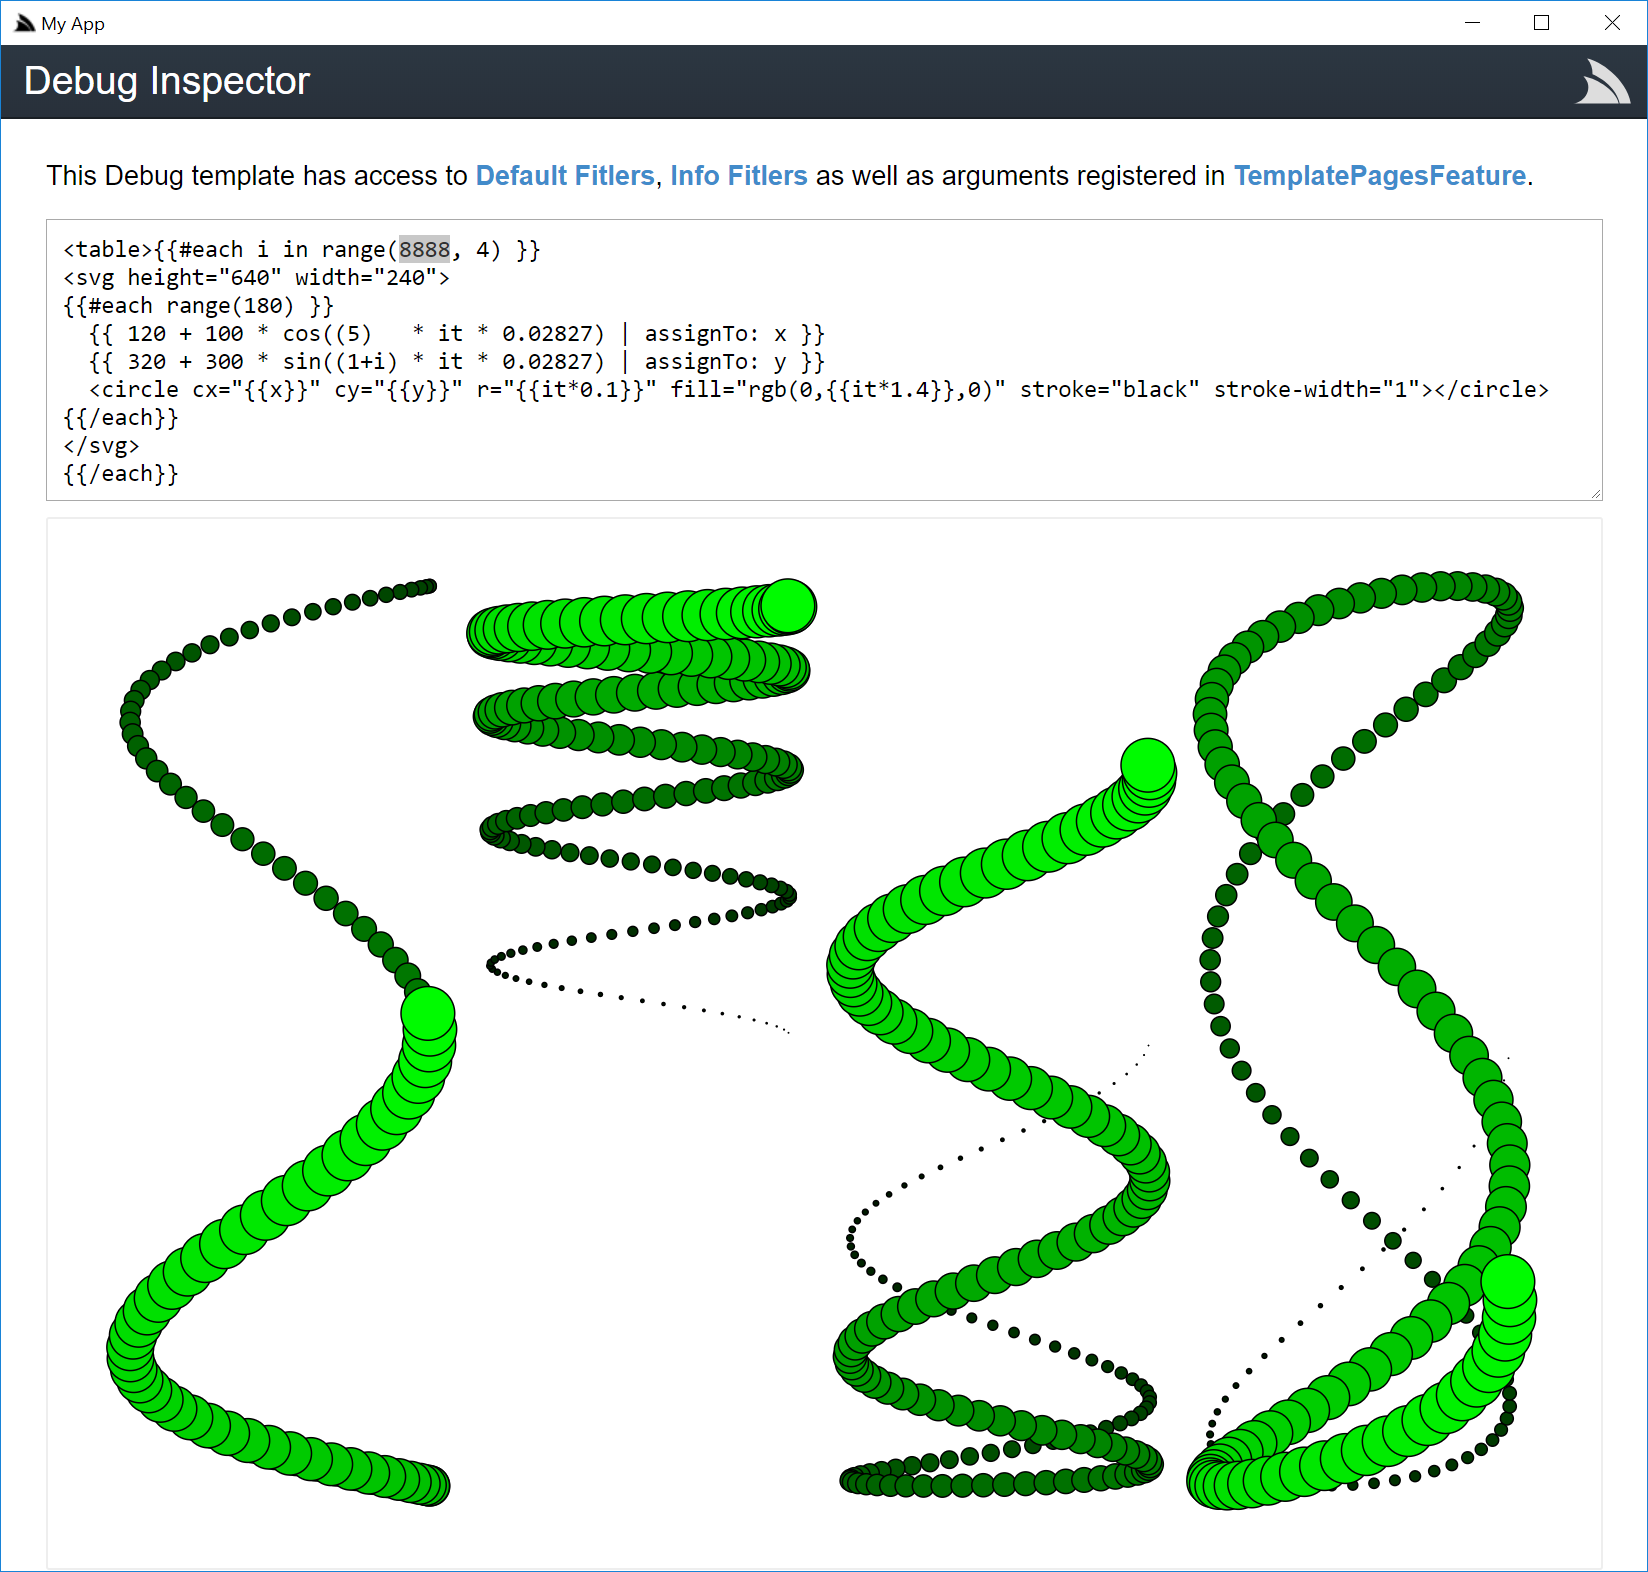 My App
Debug Inspector
This Debug template has access to Default Fitlers, Info Fitlers as well as arguments registered in TemplatePagesFeature.
<table>{{#each i in range(8888, 4) }}
<svg height="640" width="240">
{{#each range(180) }}
  {{ 120 + 100 * cos((5)   * it * 0.02827) | assignTo: x }}
  {{ 320 + 300 * sin((1+i) * it * 0.02827) | assignTo: y }}
  <circle cx="{{x}}" cy="{{y}}" r="{{it*0.1}}" fill="rgb(0,{{it*1.4}},0)" stroke="black" stroke-width="1"></circle>
{{/each}}
</svg>
{{/each}}